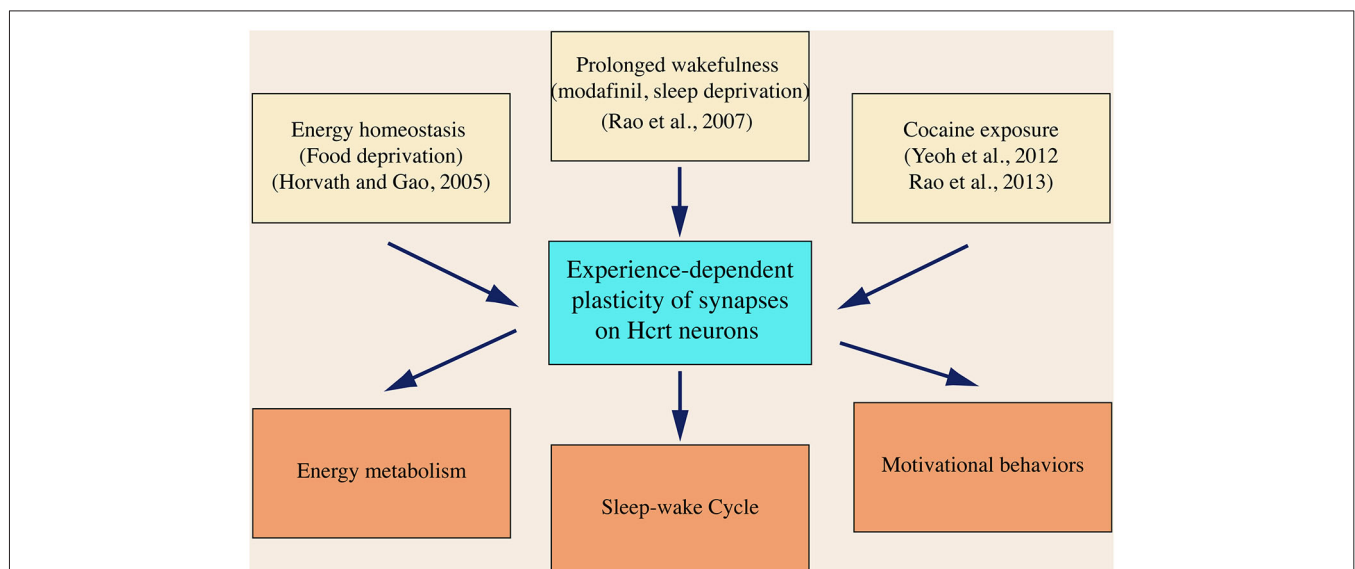 Prolonged wakefulness
(modafinil, sleep deprivation)
(Rao et al., 2007)
Energy homeostasis
(Food deprivation)
(Horvath and Gao, 2005)
Cocaine exposure
(Yeoh et al., 2012
Rao et al., 2013)
Experience-dependent
plasticity of synapses
on Hcrt neurons
Energy metabolism
Sleep-wake Cycle
Motivational behaviors